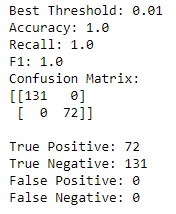 Best Threshold: 0.01
Accuracy: 1.0
Recall: 1.0
F1: 1.0
Confusion Matrix:
[[131   0]
 [  0  72]]

True Positive: 72
True Negative: 131
False Positive: 0
False Negative: 0